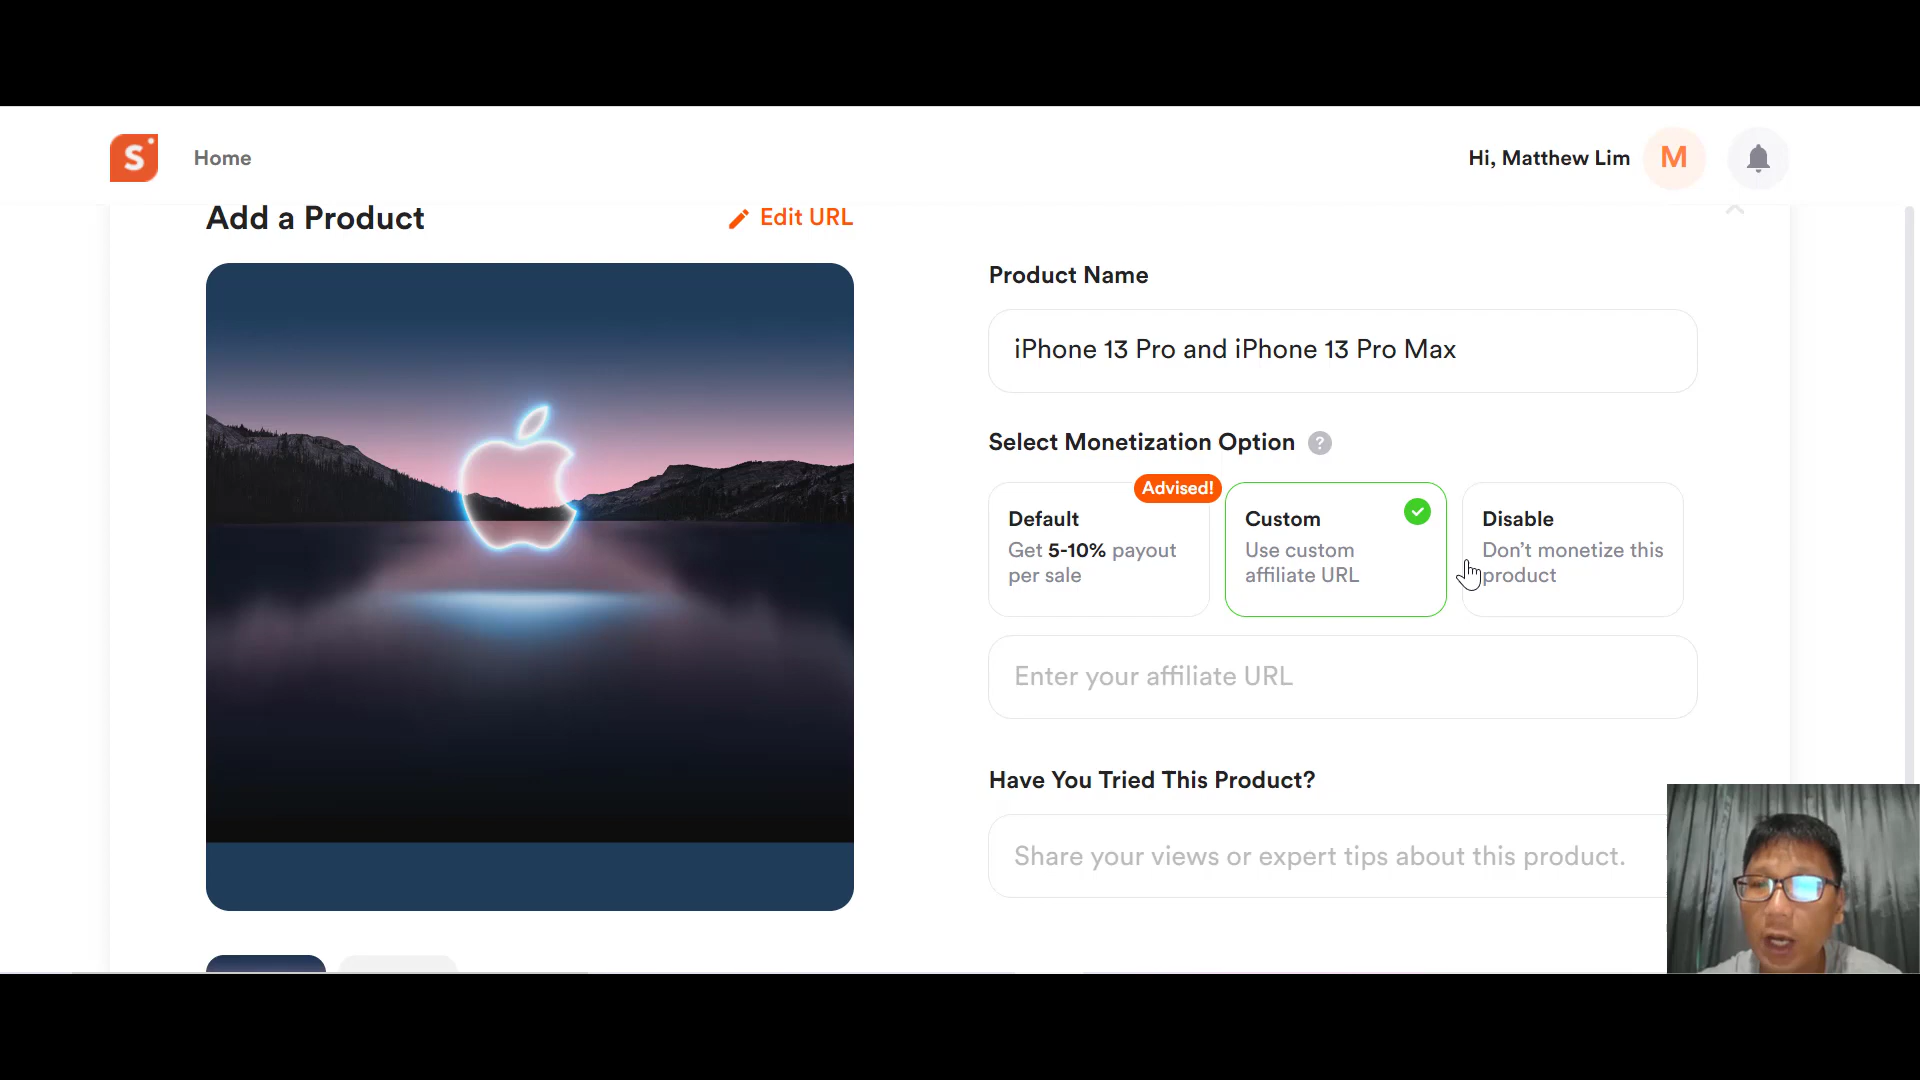 S
Home
Hi, Matthew Lim
M
Add a Product
Edit URL
Product Name
iPhone 13 Pro and iPhone 13 Pro Max
Select Monetization Option ?
Advised!
Default
Get 5-10% payout
per sale
Custom
Use custom
affiliate URL
Disable
Don't monetize this
product
Enter your affiliate URL
Have You Tried This Product?
Share your views or expert tips about this product.